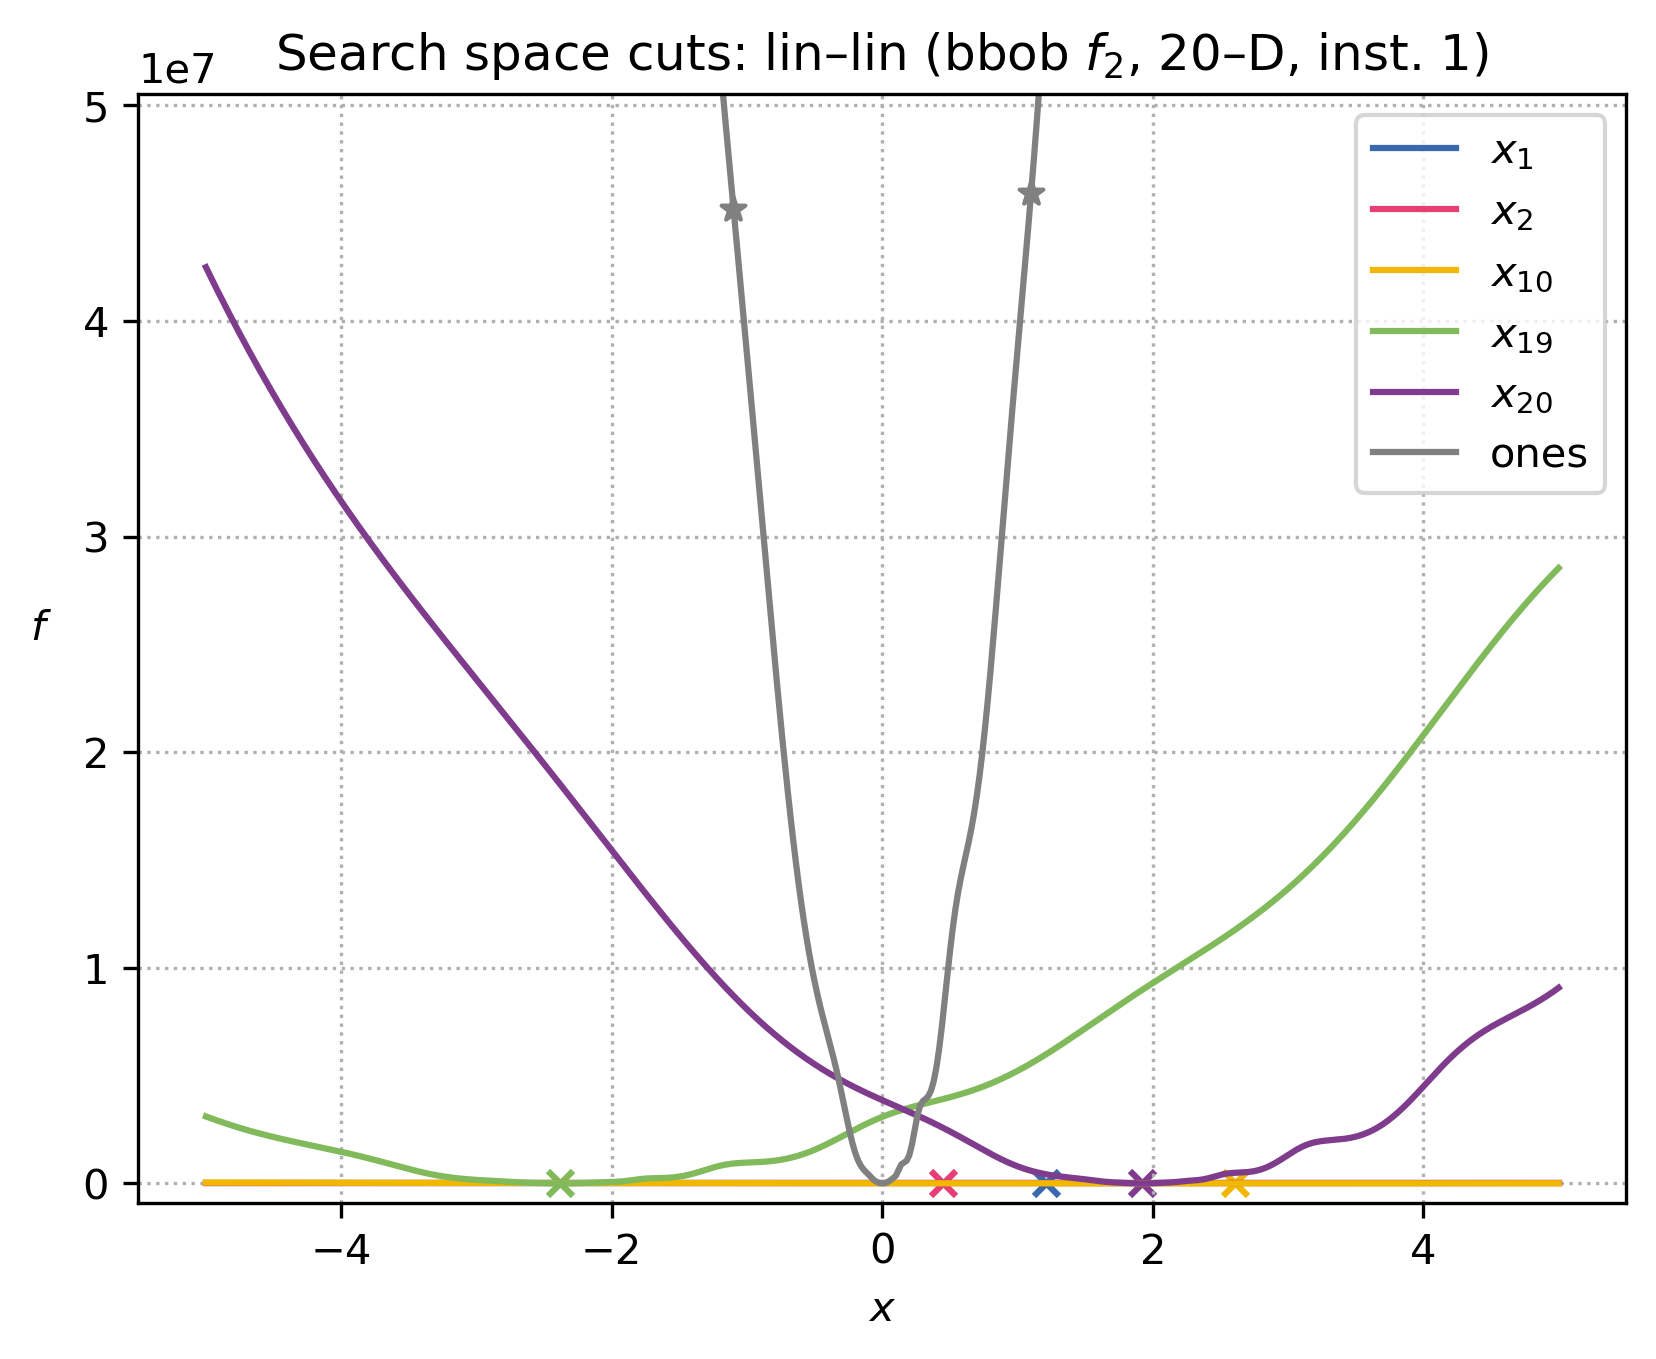 Search space cuts: lin–lin (bbob f₂, 20–D, inst. 1)
1e7
5
4
3
2
1
0
f
−4
−2
0
2
4
x
x₁
x₂
x₁₀
x₁₉
x₂₀
ones